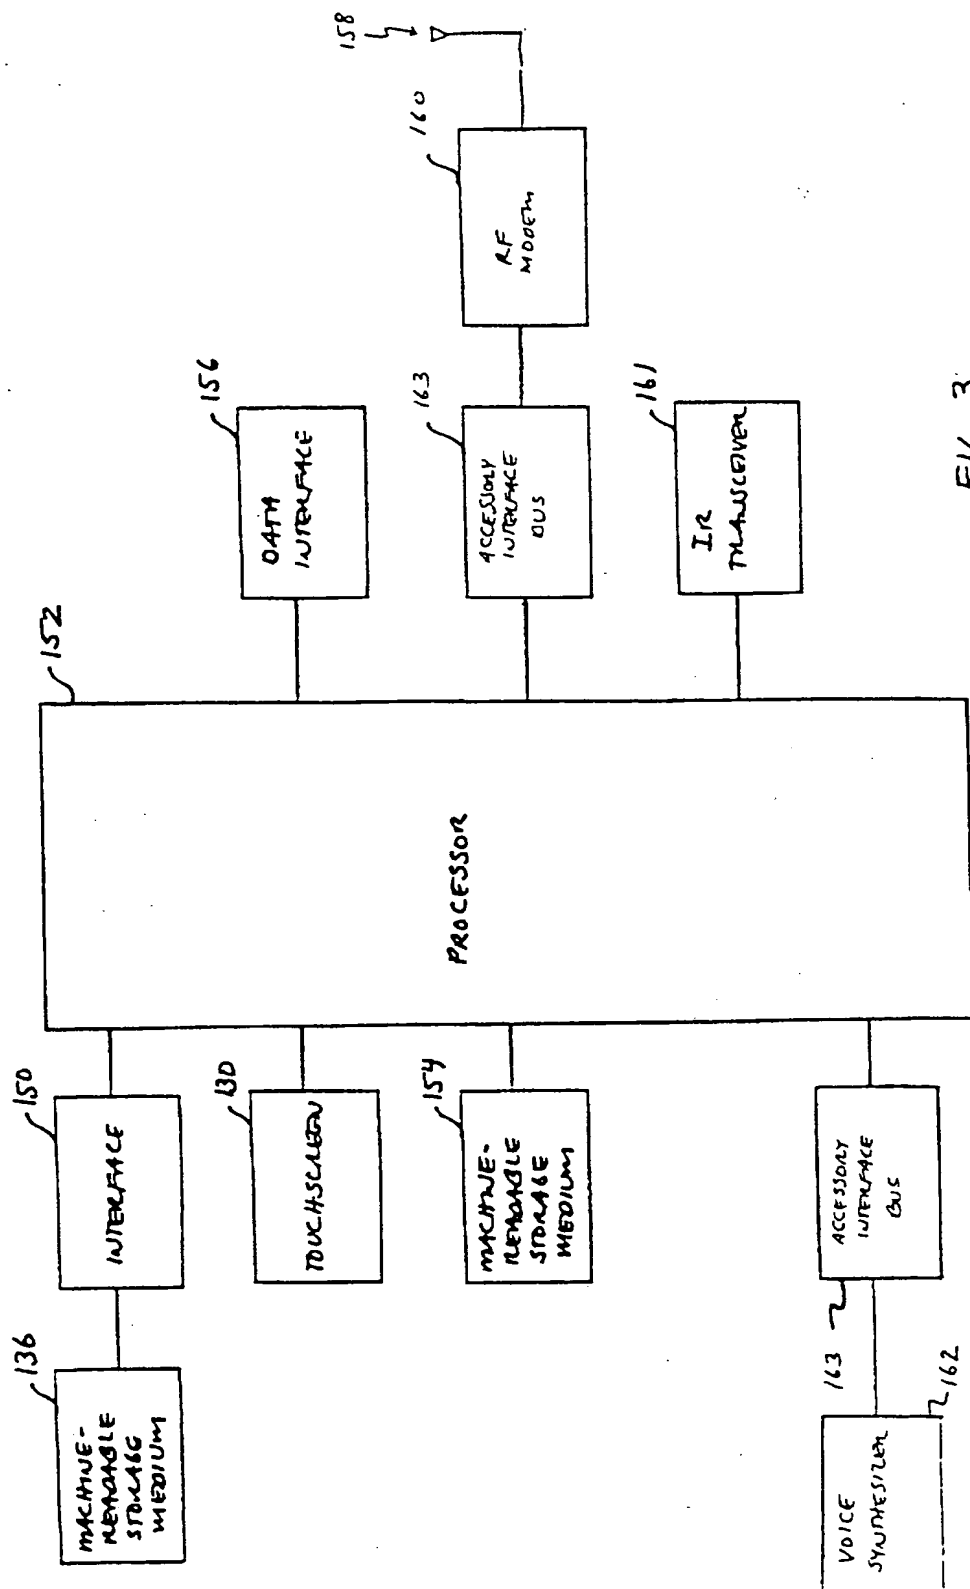 136
MACHINE-
READABLE
STORAGE
MEDIUM
150
INTERFACE
130
TOUCHSCREEN
154
MACHINE-
READABLE
STORAGE
MEDIUM
163
ACCESSORY
INTERFACE
BUS
162
VOICE
SYNTHESIZER
152
PROCESSOR
156
DATA
INTERFACE
163
ACCESSORY
INTERFACE
BUS
160
RF
MODEM
158
161
IR
TRANSCEIVER